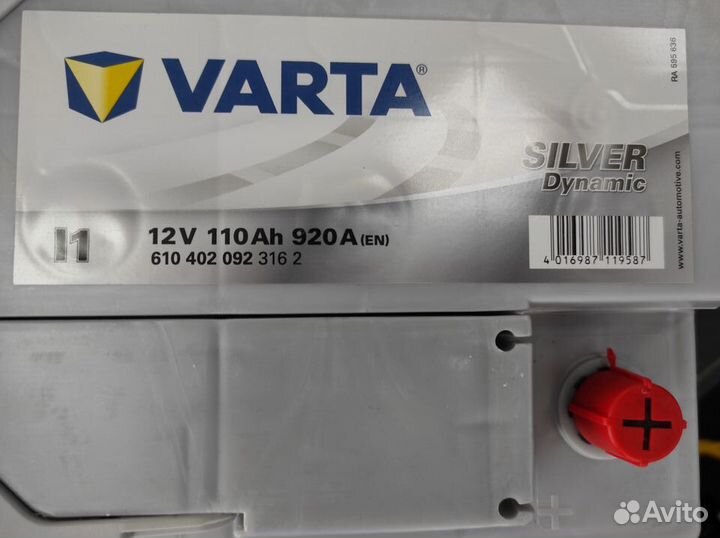 VARTA®
RA 595 636
SILVER
Dynamic
www.varta-automotive.com
I1
12V 110Ah 920A (EN)
610 402 092 316 2
4 016987 119587
+
+
Avito